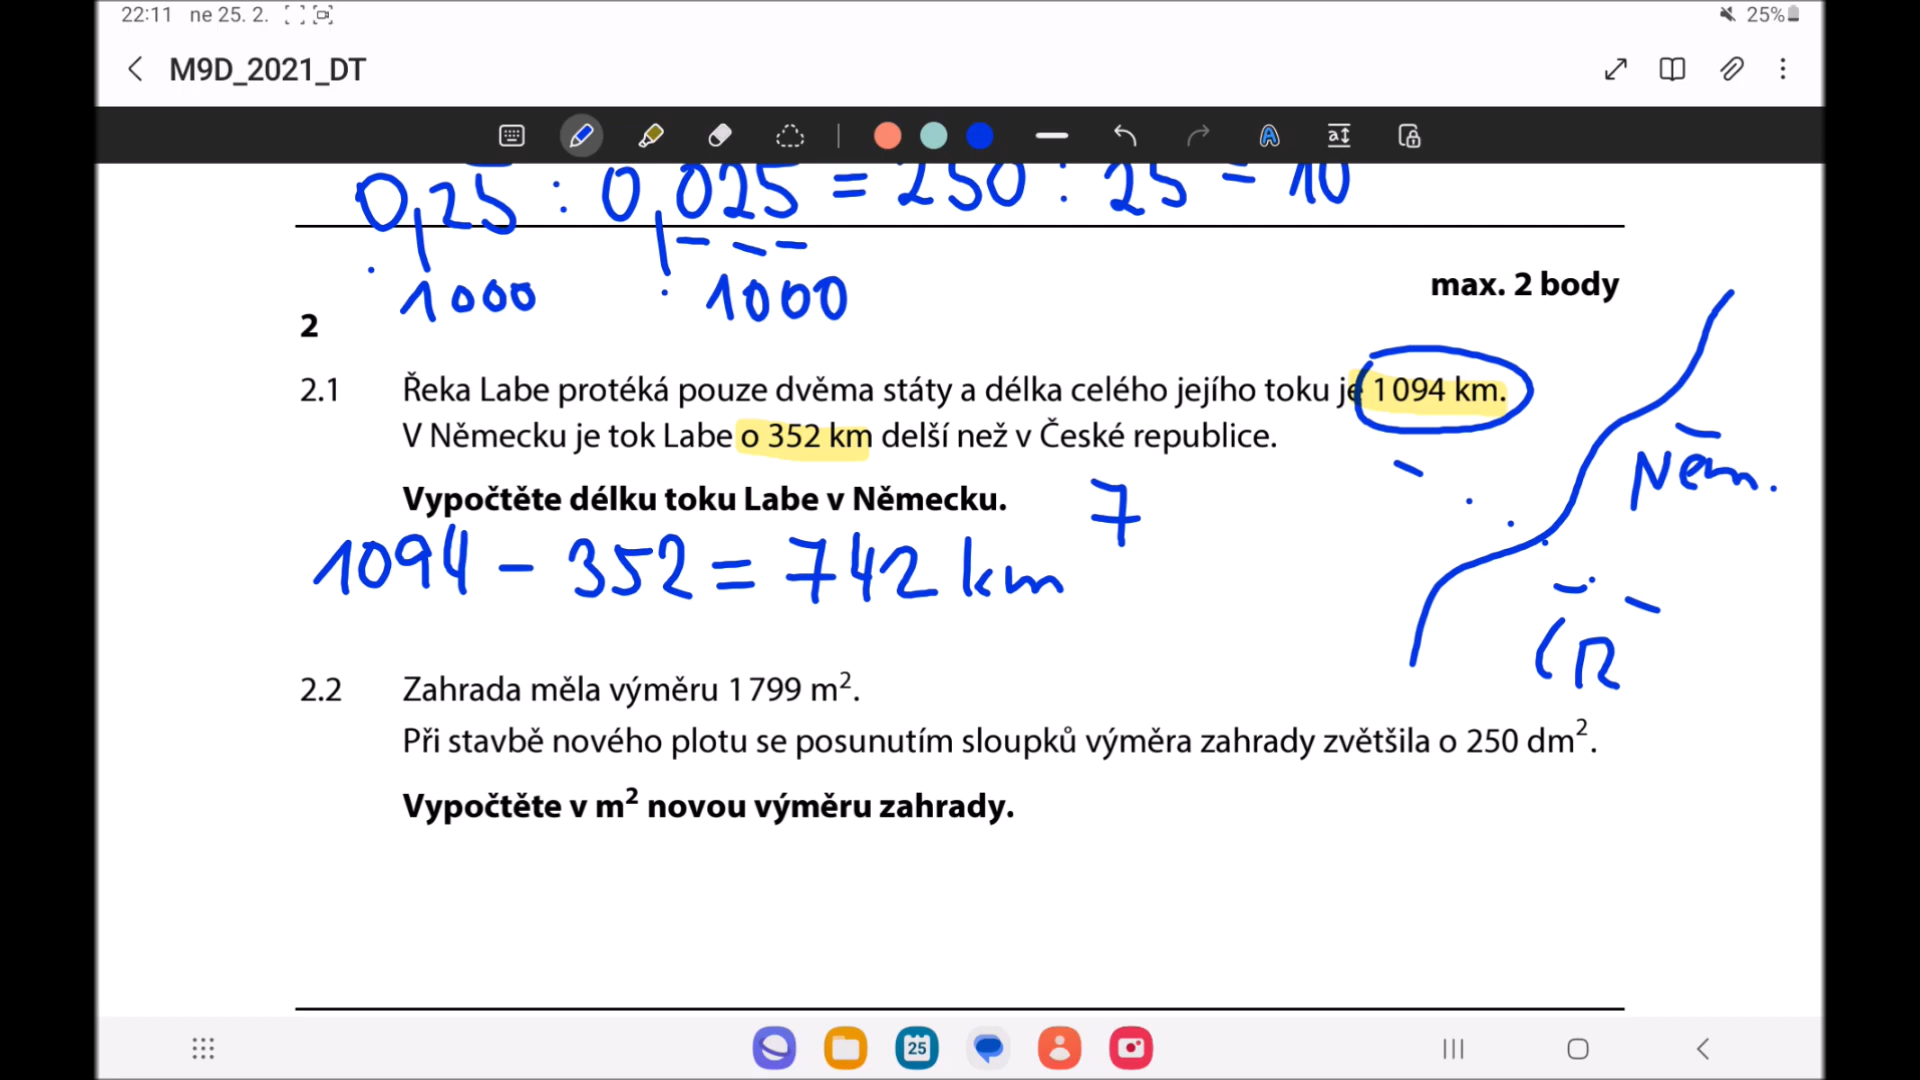 22:11 ne 25. 2.
25%
M9D_2021_DT
0,25 : 0,025 = 250 : 25 = 10
1000 1000
max. 2 body
2
2.1 Řeka Labe protéká pouze dvěma státy a délka celého jejího toku je 1 094 km.
V Německu je tok Labe o 352 km delší než v České republice.
Něm.
Vypočtěte délku toku Labe v Německu.
7
1094 – 352 = 742 km
ČR
2.2 Zahrada měla výměru 1 799 m².
Při stavbě nového plotu se posunutím sloupků výměra zahrady zvětšila o 250 dm².
Vypočtěte v m² novou výměru zahrady.
25